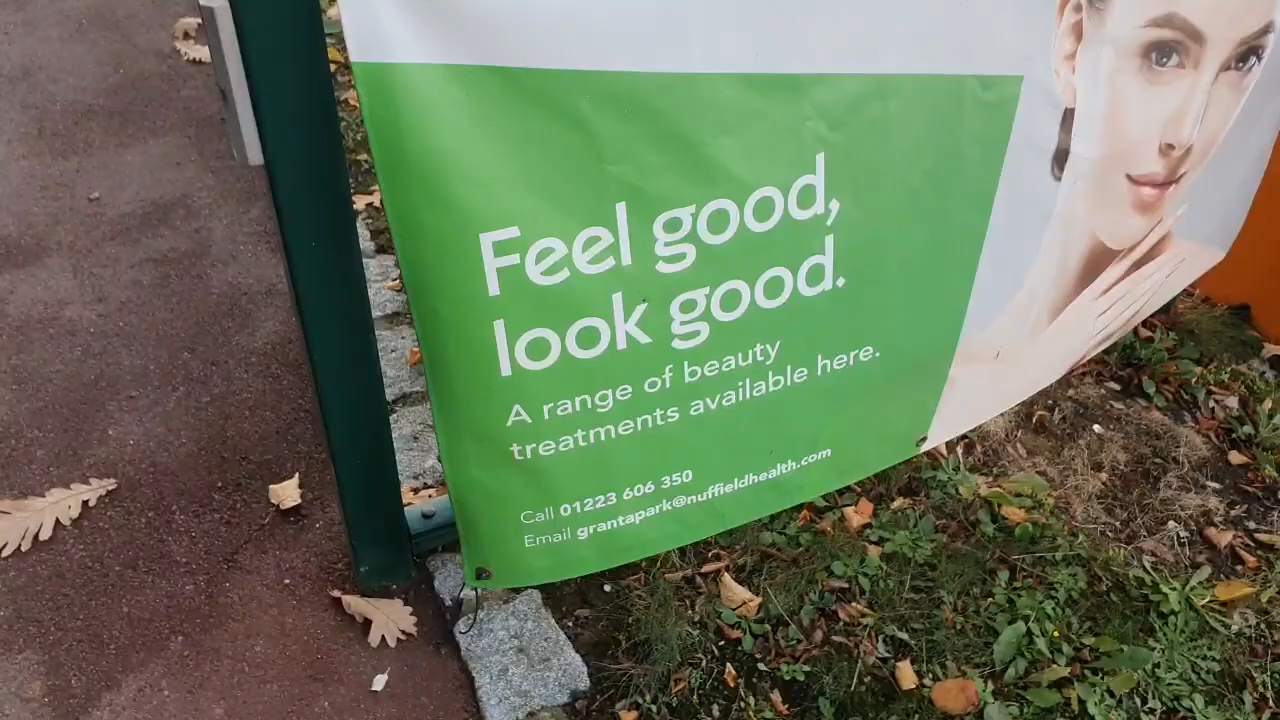 Feel good,
look good.
A range of beauty
treatments available here.
Call 01223 606 350
Email grantapark@nuffieldhealth.com